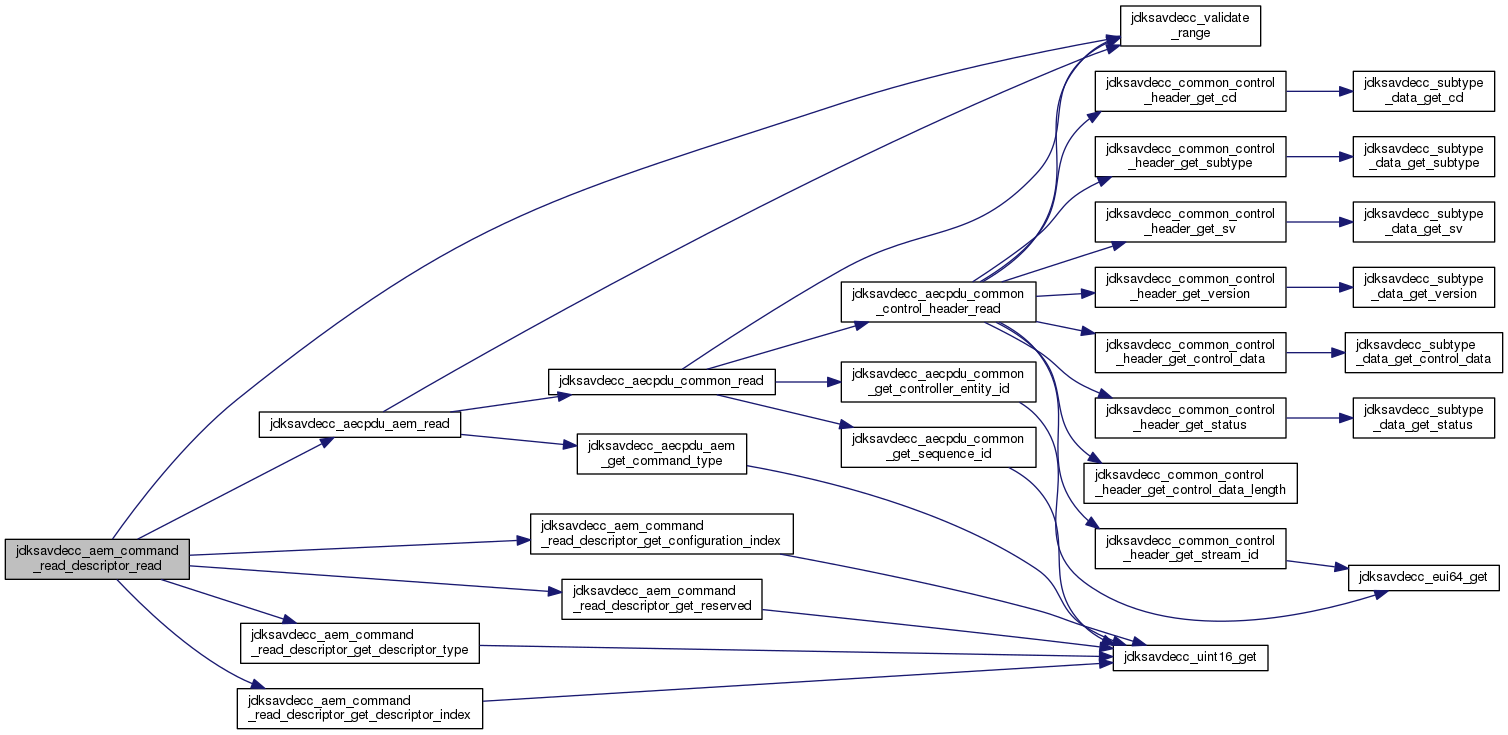 jdksavdecc_validate
_range
jdksavdecc_common_control
_header_get_cd
jdksavdecc_subtype
_data_get_cd
jdksavdecc_common_control
_header_get_subtype
jdksavdecc_subtype
_data_get_subtype
jdksavdecc_common_control
_header_get_sv
jdksavdecc_subtype
_data_get_sv
jdksavdecc_aecpdu_common
_control_header_read
jdksavdecc_common_control
_header_get_version
jdksavdecc_subtype
_data_get_version
jdksavdecc_common_control
_header_get_control_data
jdksavdecc_subtype
_data_get_control_data
jdksavdecc_aecpdu_common_read
jdksavdecc_aecpdu_common
_get_controller_entity_id
jdksavdecc_common_control
_header_get_status
jdksavdecc_subtype
_data_get_status
jdksavdecc_aecpdu_aem_read
jdksavdecc_aecpdu_aem
_get_command_type
jdksavdecc_aecpdu_common
_get_sequence_id
jdksavdecc_common_control
_header_get_control_data_length
jdksavdecc_aem_command
_read_descriptor_read
jdksavdecc_aem_command
_read_descriptor_get_configuration_index
jdksavdecc_common_control
_header_get_stream_id
jdksavdecc_eui64_get
jdksavdecc_aem_command
_read_descriptor_get_reserved
jdksavdecc_aem_command
_read_descriptor_get_descriptor_type
jdksavdecc_uint16_get
jdksavdecc_aem_command
_read_descriptor_get_descriptor_index